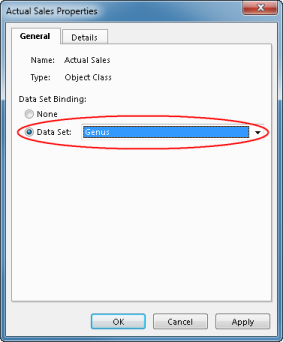 Actual Sales Properties
General
Details
Name: Actual Sales
Type: Object Class
Data Set Binding:
None
Data Set: Genus
OK
Cancel
Apply